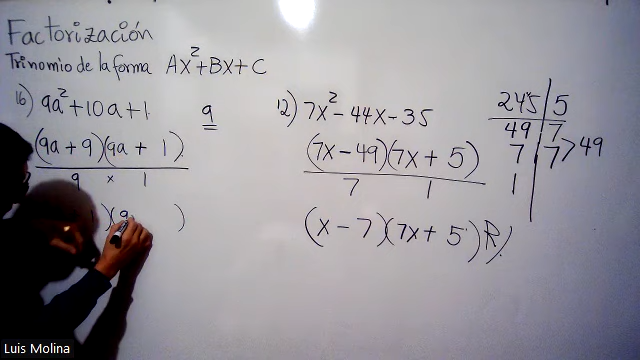 Factorización
Trinomio de la forma AX²+BX+C
16) 9a²+10a+1
9
(9a+9)(9a+1)
9 x 1
)(9 )
12) 7X²-44X-35
(7X-49)(7X+5)
7 1
(X-7)(7X+5)R/
245 5
49 7
7 7>49
1
Luis Molina